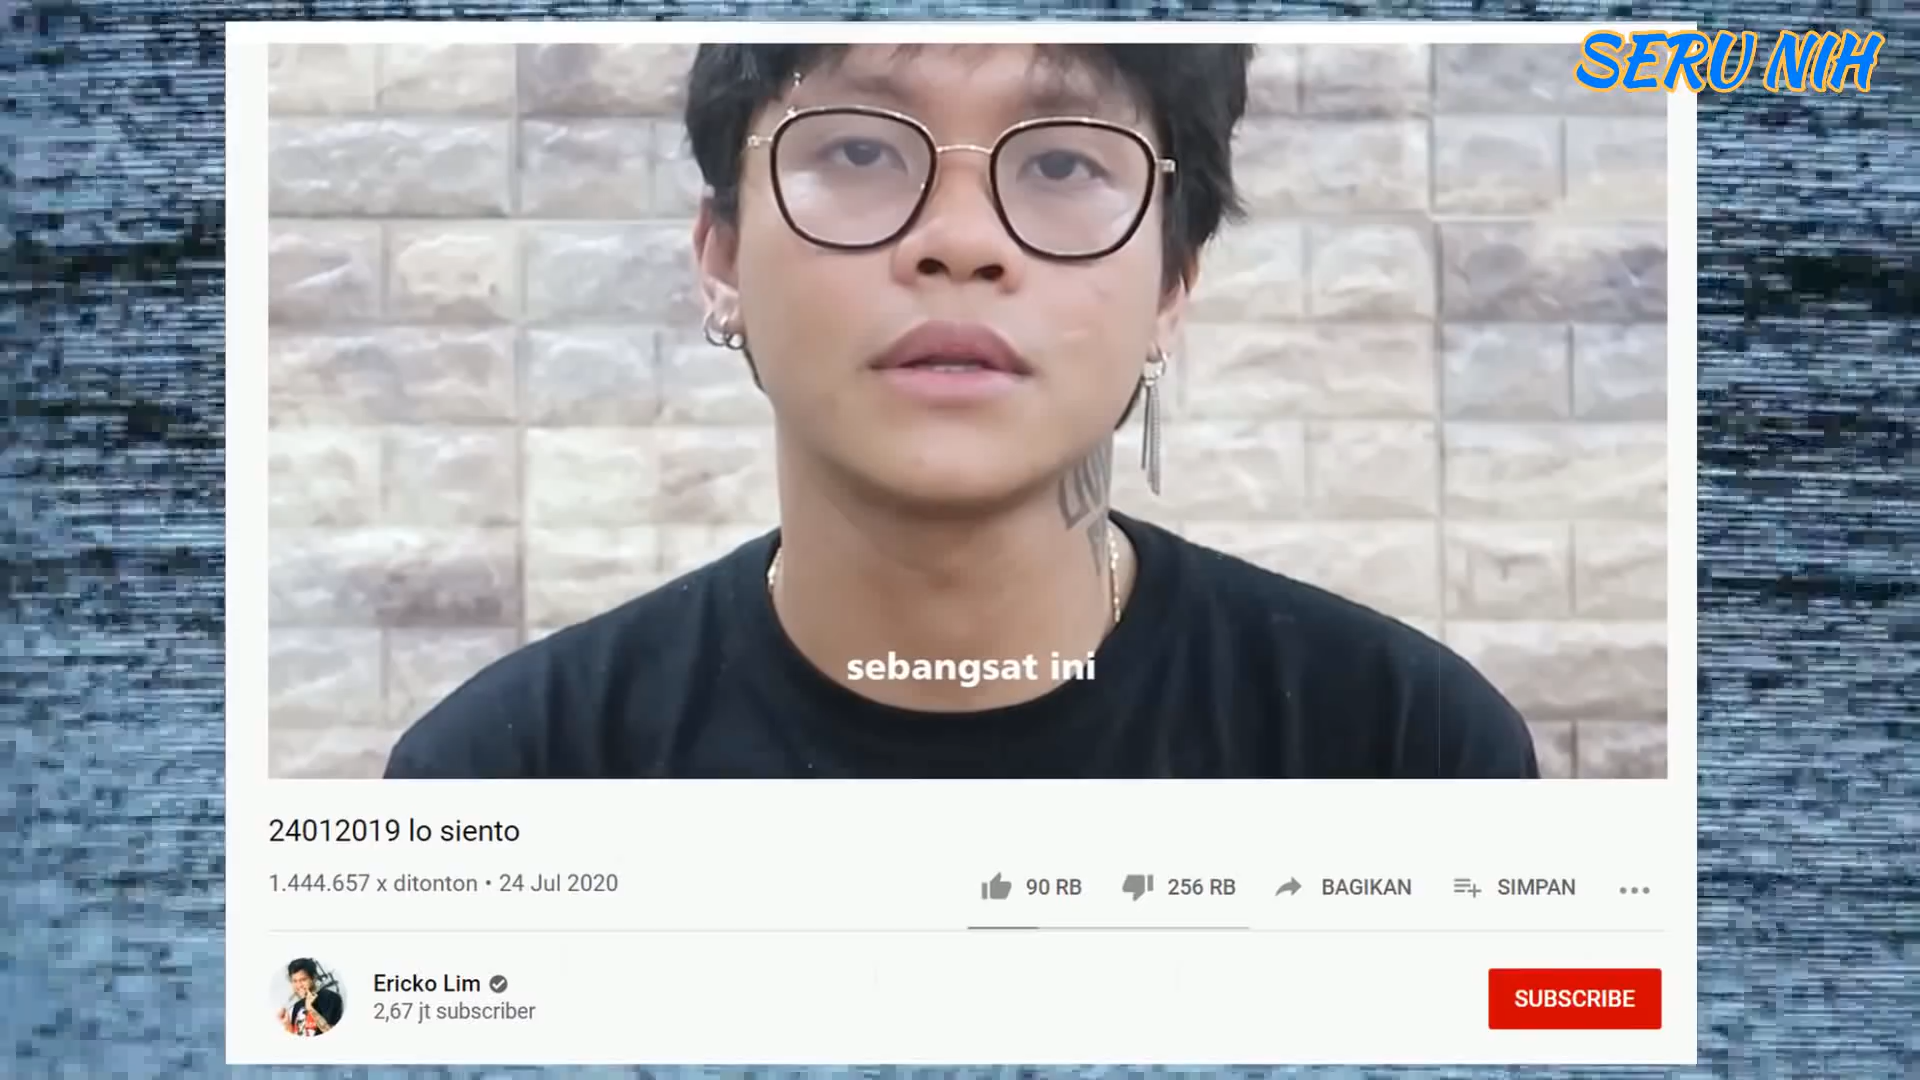 SERU NIH
sebangsat ini
24012019 lo siento
1.444.657 x ditonton • 24 Jul 2020
90 RB 256 RB BAGIKAN SIMPAN
Ericko Lim
2,67 jt subscriber
SUBSCRIBE